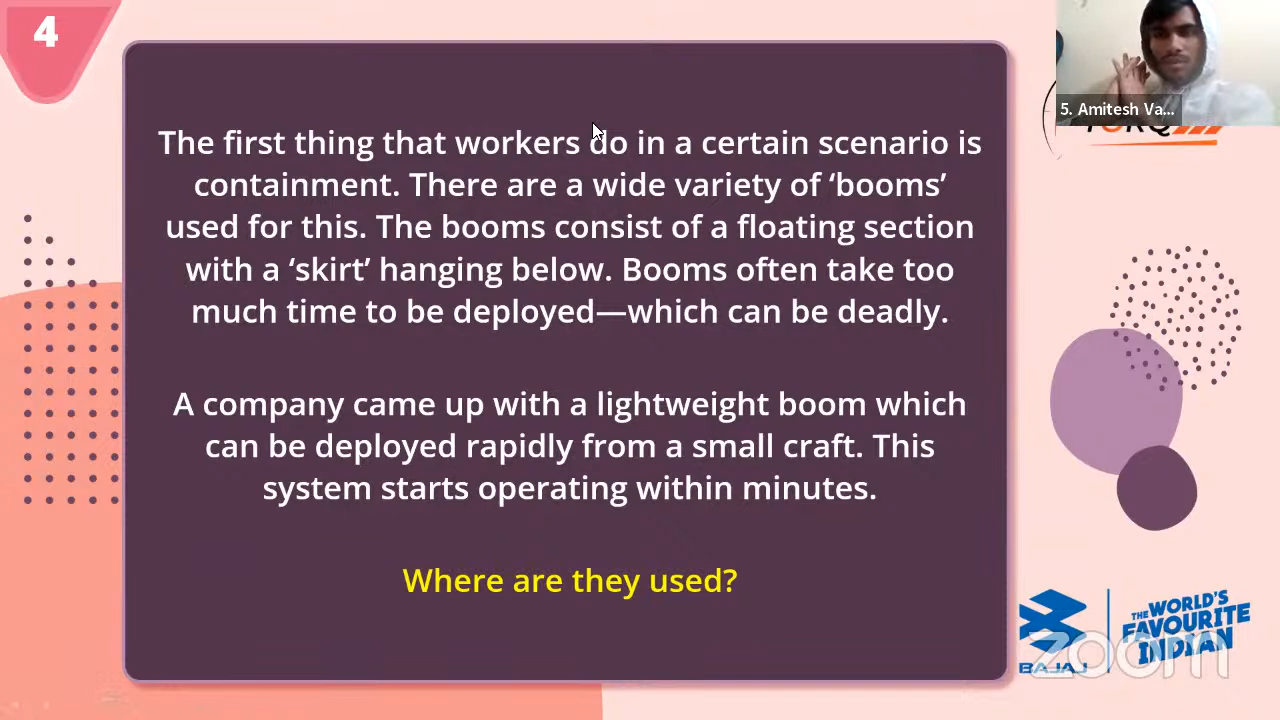 4
The first thing that workers do in a certain scenario is
containment. There are a wide variety of ‘booms’
used for this. The booms consist of a floating section
with a ‘skirt’ hanging below. Booms often take too
much time to be deployed—which can be deadly.
A company came up with a lightweight boom which
can be deployed rapidly from a small craft. This
system starts operating within minutes.
Where are they used?
5. Amitesh Va...
THE WORLD'S
FAVOURITE
INDIAN
BAJAJ
zoom